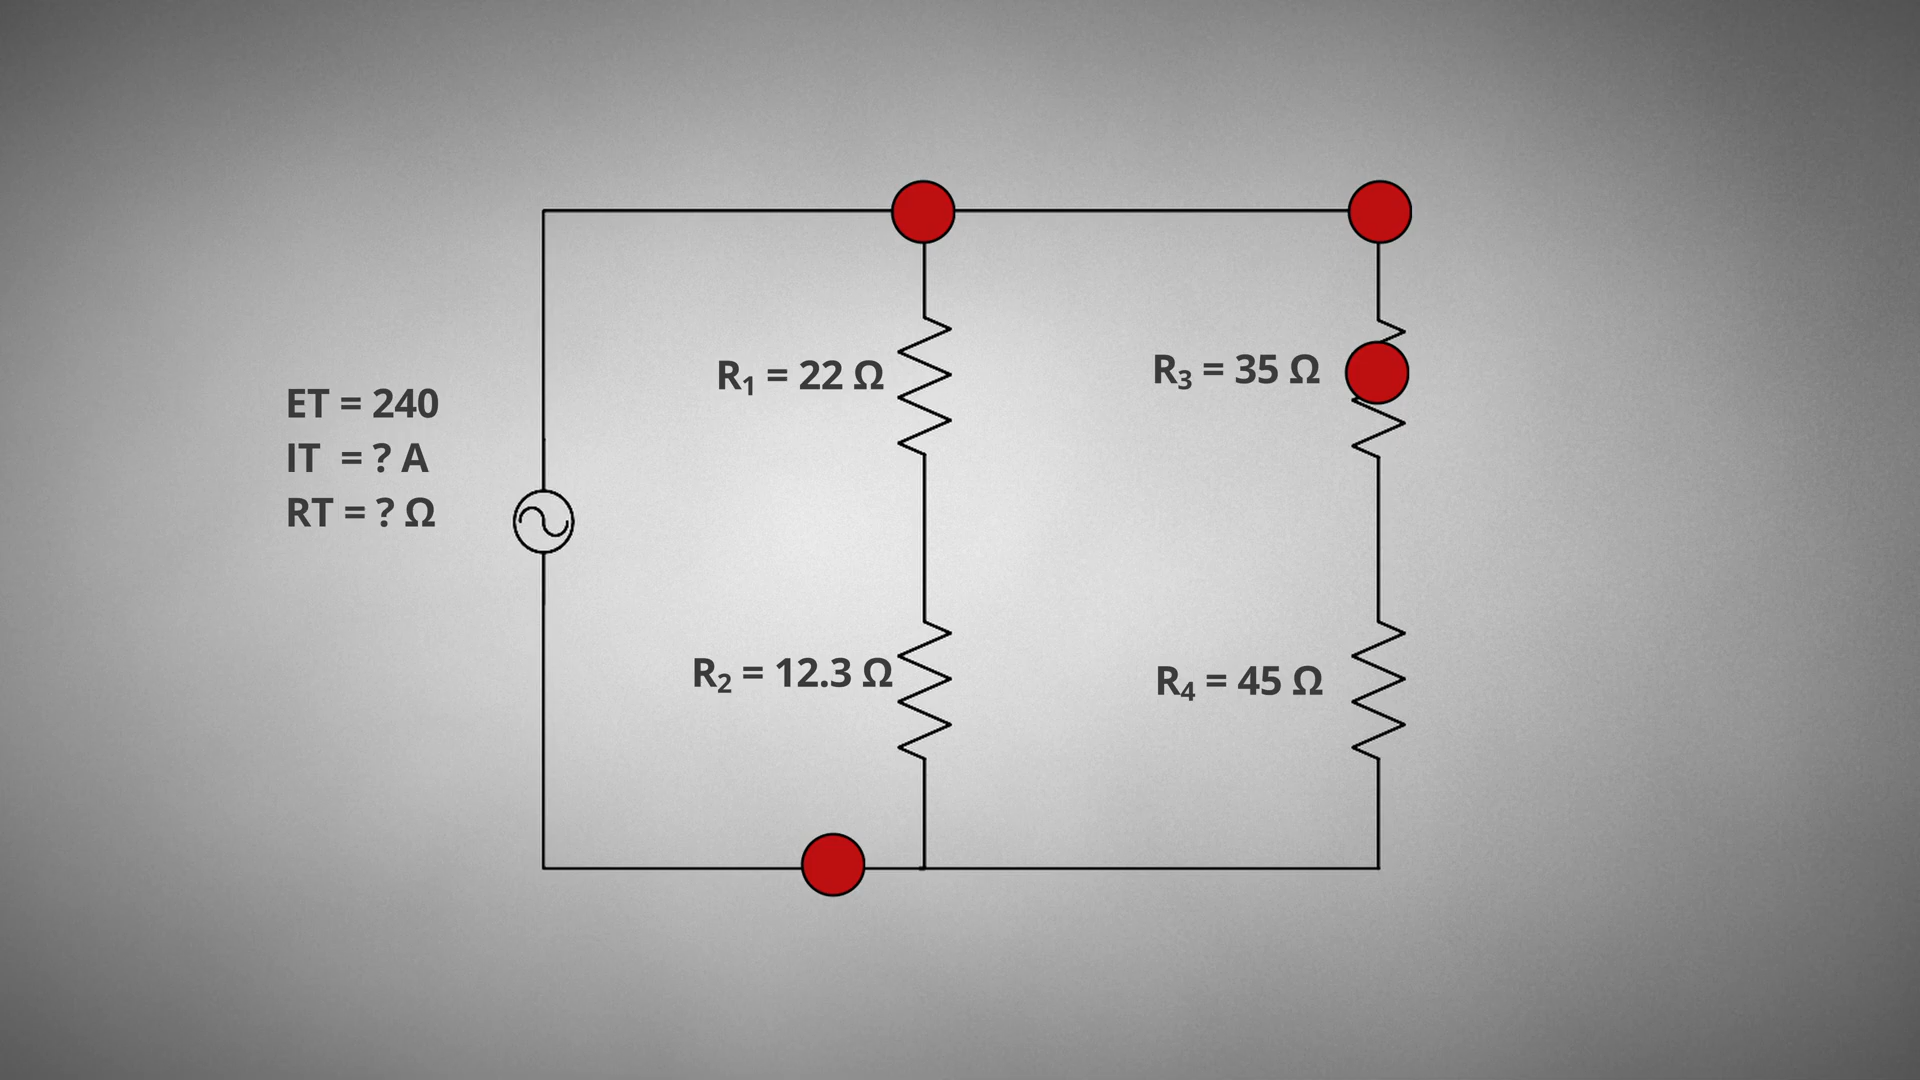 ET = 240
IT = ? A
RT = ? Ω
R₁ = 22 Ω
R₃ = 35 Ω
R₂ = 12.3 Ω
R₄ = 45 Ω